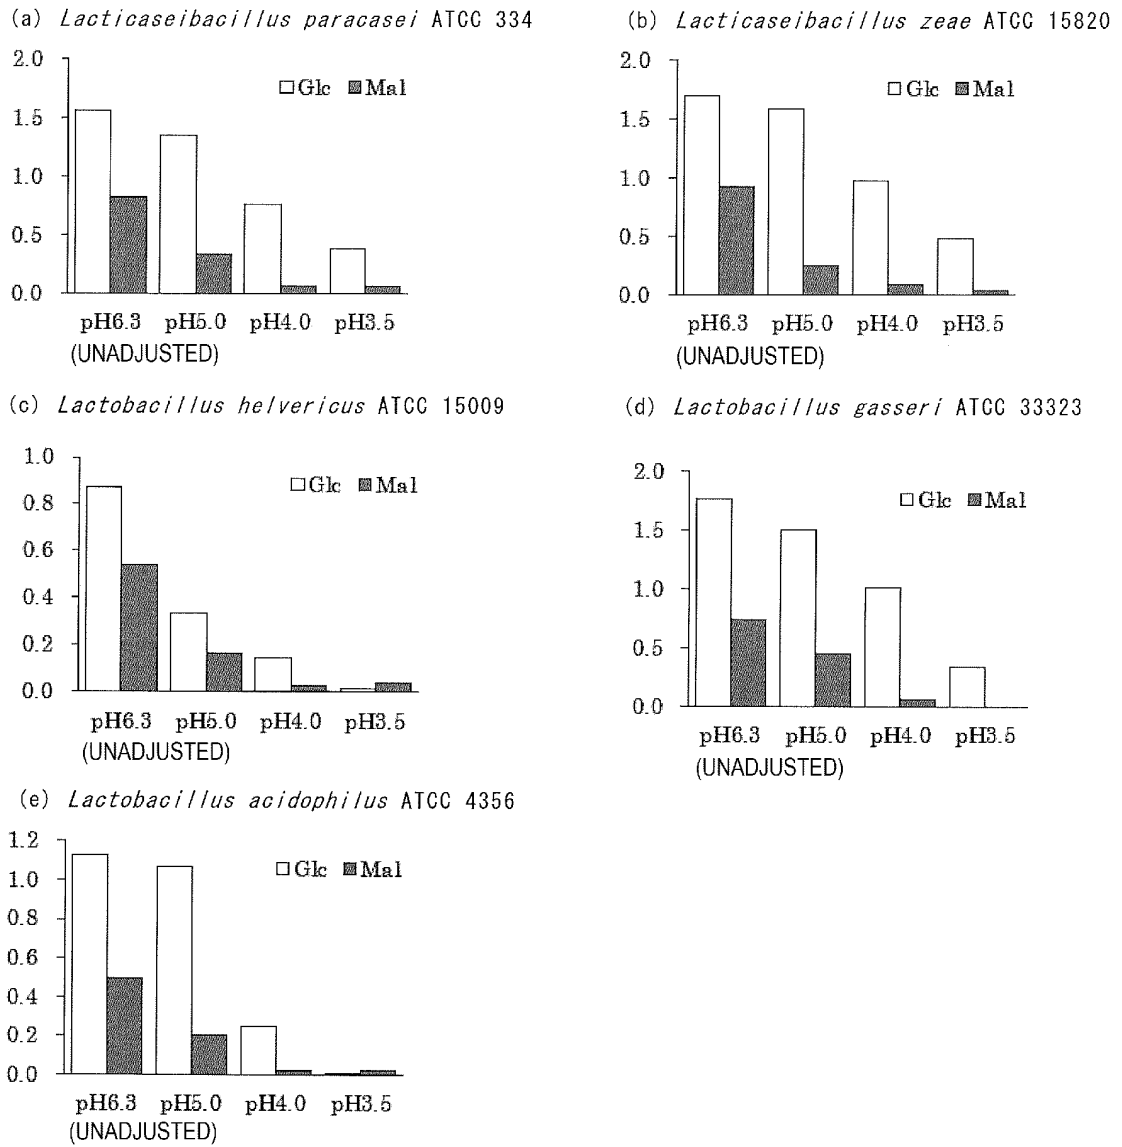 (a) Lacticaseibacillus paracasei ATCC 334
2.0
1.5
1.0
0.5
0.0
Glc Mal
pH6.3 pH5.0 pH4.0 pH3.5
(UNADJUSTED)
(b) Lacticaseibacillus zeae ATCC 15820
2.0
1.5
1.0
0.5
0.0
Glc Mal
pH6.3 pH5.0 pH4.0 pH3.5
(UNADJUSTED)
(c) Lactobacillus helvericus ATCC 15009
1.0
0.8
0.6
0.4
0.2
0.0
Glc Mal
pH6.3 pH5.0 pH4.0 pH3.5
(UNADJUSTED)
(d) Lactobacillus gasseri ATCC 33323
2.0
1.5
1.0
0.5
0.0
Glc Mal
pH6.3 pH5.0 pH4.0 pH3.5
(UNADJUSTED)
(e) Lactobacillus acidophilus ATCC 4356
1.2
1.0
0.8
0.6
0.4
0.2
0.0
Glc Mal
pH6.3 pH5.0 pH4.0 pH3.5
(UNADJUSTED)